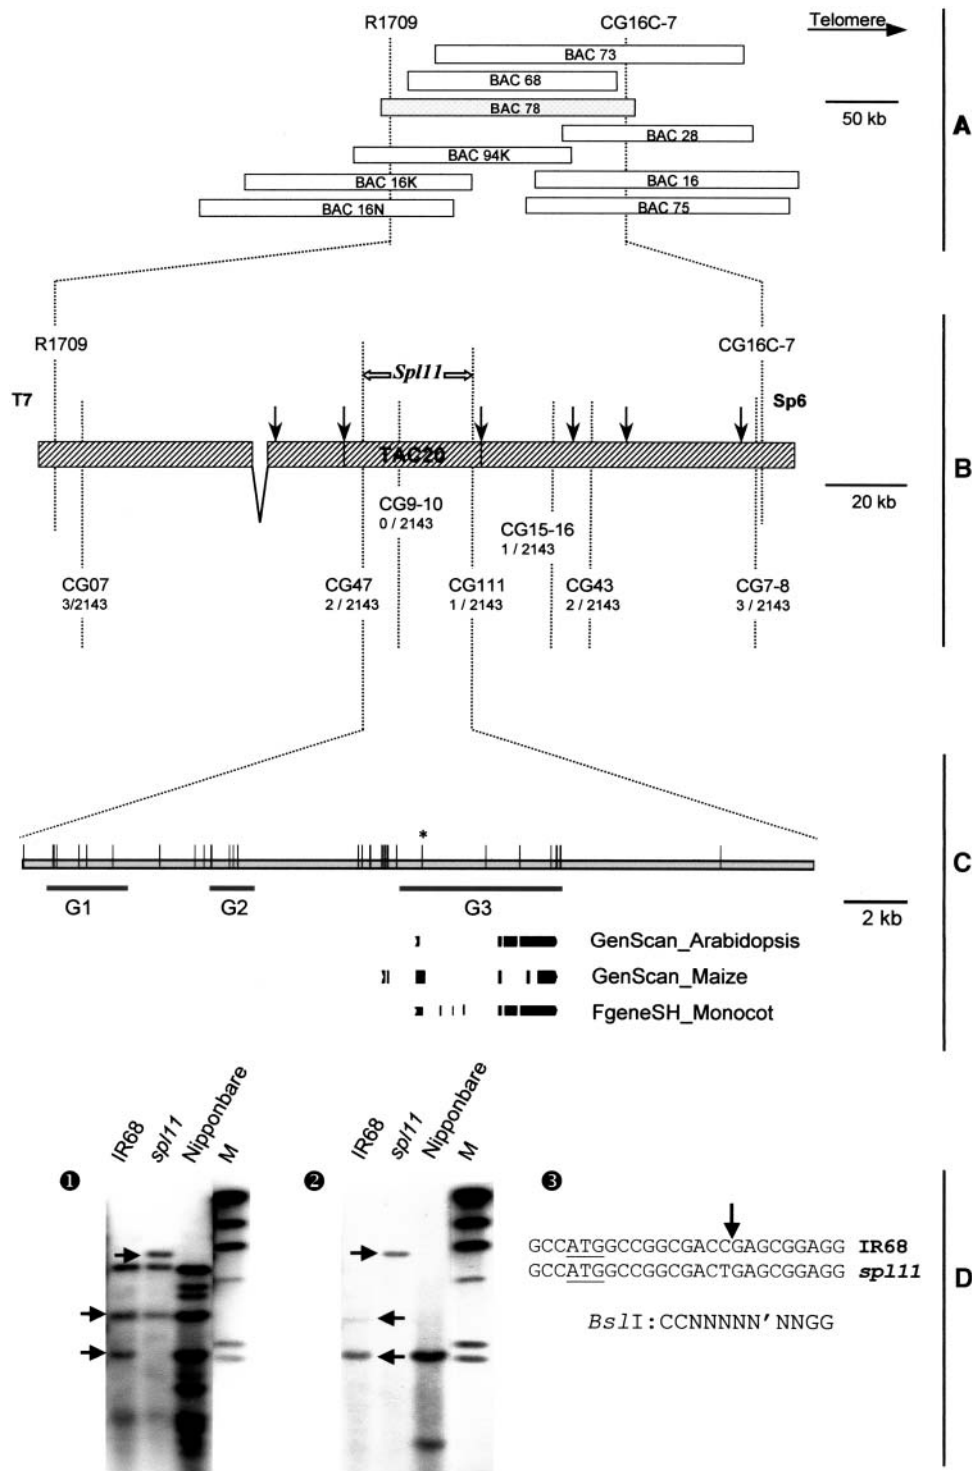 R1709
CG16C-7
Telomere
BAC 73
BAC 68
BAC 78
50 kb
A
BAC 28
BAC 94K
BAC 16K
BAC 16
BAC 16N
BAC 75
R1709
CG16C-7
Spl11
T7
Sp6
TAC20
B
20 kb
CG9-10
0 / 2143
CG15-16
1 / 2143
CG07
3/2143
CG47
2 / 2143
CG111
1 / 2143
CG43
2 / 2143
CG7-8
3 / 2143
*
C
G1
G2
G3
2 kb
GenScan_Arabidopsis
GenScan_Maize
FgeneSH_Monocot
IR68
spl11
Nipponbare
M
IR68
spl11
Nipponbare
M
❶
❷
❸
GCCATGGCCGGCGACCGAGCGGAGG IR68
GCCATGGCCGGCGACTGAGCGGAGG spl11
D
BslI:CCNNNNN'NNGG